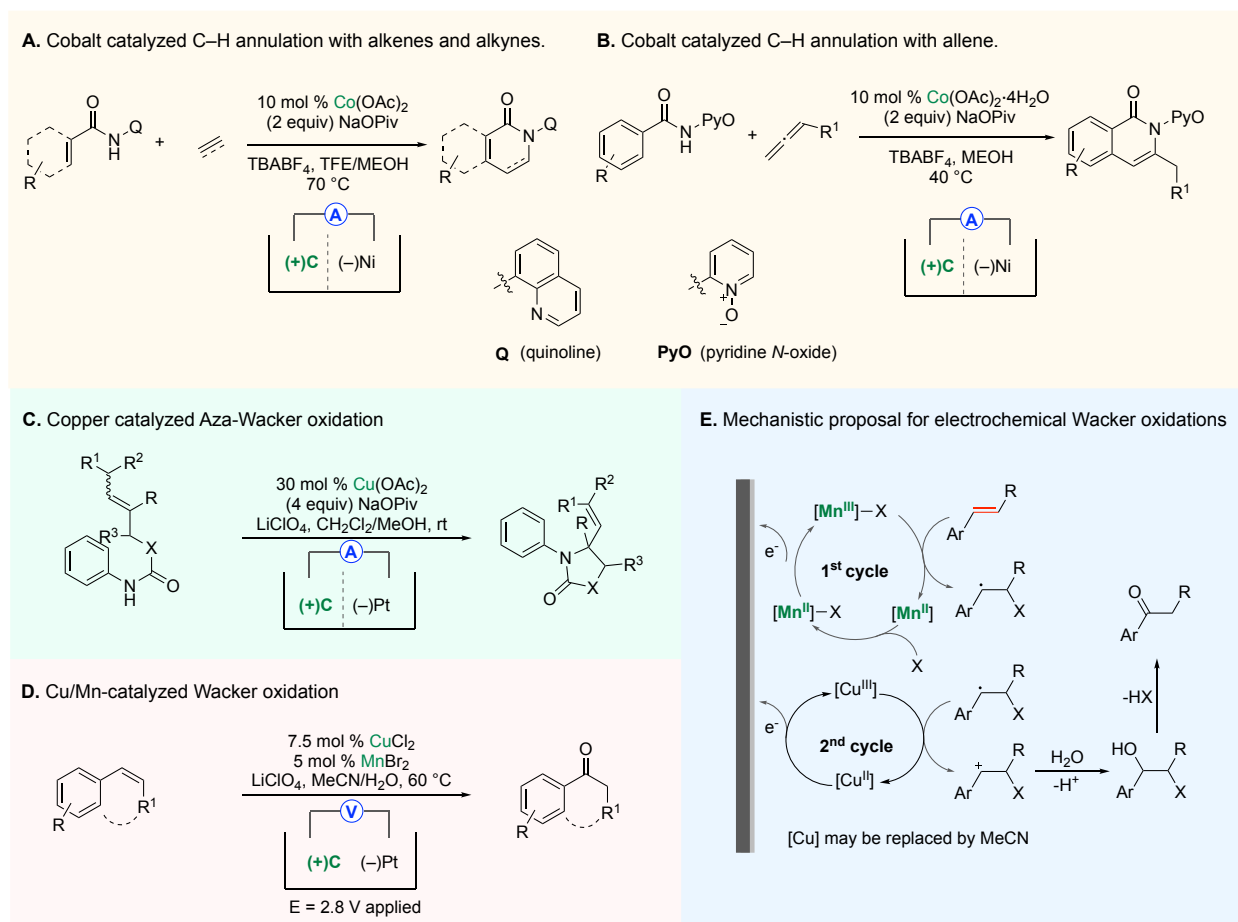 A. Cobalt catalyzed C–H annulation with alkenes and alkynes.
O
N
H
Q
R
+
10 mol % Co(OAc)2
(2 equiv) NaOPiv
TBABF4, TFE/MEOH
70 °C
A
(+)C
(–)Ni
O
N
Q
R
B. Cobalt catalyzed C–H annulation with allene.
O
N
H
PyO
R
+
R1
10 mol % Co(OAc)2·4H2O
(2 equiv) NaOPiv
TBABF4, MEOH
40 °C
A
(+)C
(–)Ni
O
N
PyO
R
R1
N
Q (quinoline)
N
+
O
–
PyO (pyridine N-oxide)
C. Copper catalyzed Aza-Wacker oxidation
R1
R2
R
R3
X
N
H
O
30 mol % Cu(OAc)2
(4 equiv) NaOPiv
LiClO4, CH2Cl2/MeOH, rt
A
(+)C
(–)Pt
R2
R1
R
N
R3
O
X
D. Cu/Mn-catalyzed Wacker oxidation
R
R1
7.5 mol % CuCl2
5 mol % MnBr2
LiClO4, MeCN/H2O, 60 °C
V
(+)C
(–)Pt
E = 2.8 V applied
O
R
R1
E. Mechanistic proposal for electrochemical Wacker oxidations
[MnIII]–X
R
Ar
e-
1st cycle
R
Ar
X
[MnII]–X
[MnII]
X
O
R
Ar
[CuIII]
R
Ar
X
-HX
e-
2nd cycle
[CuII]
R
+
Ar
X
H2O
-H+
HO
R
Ar
X
[Cu] may be replaced by MeCN